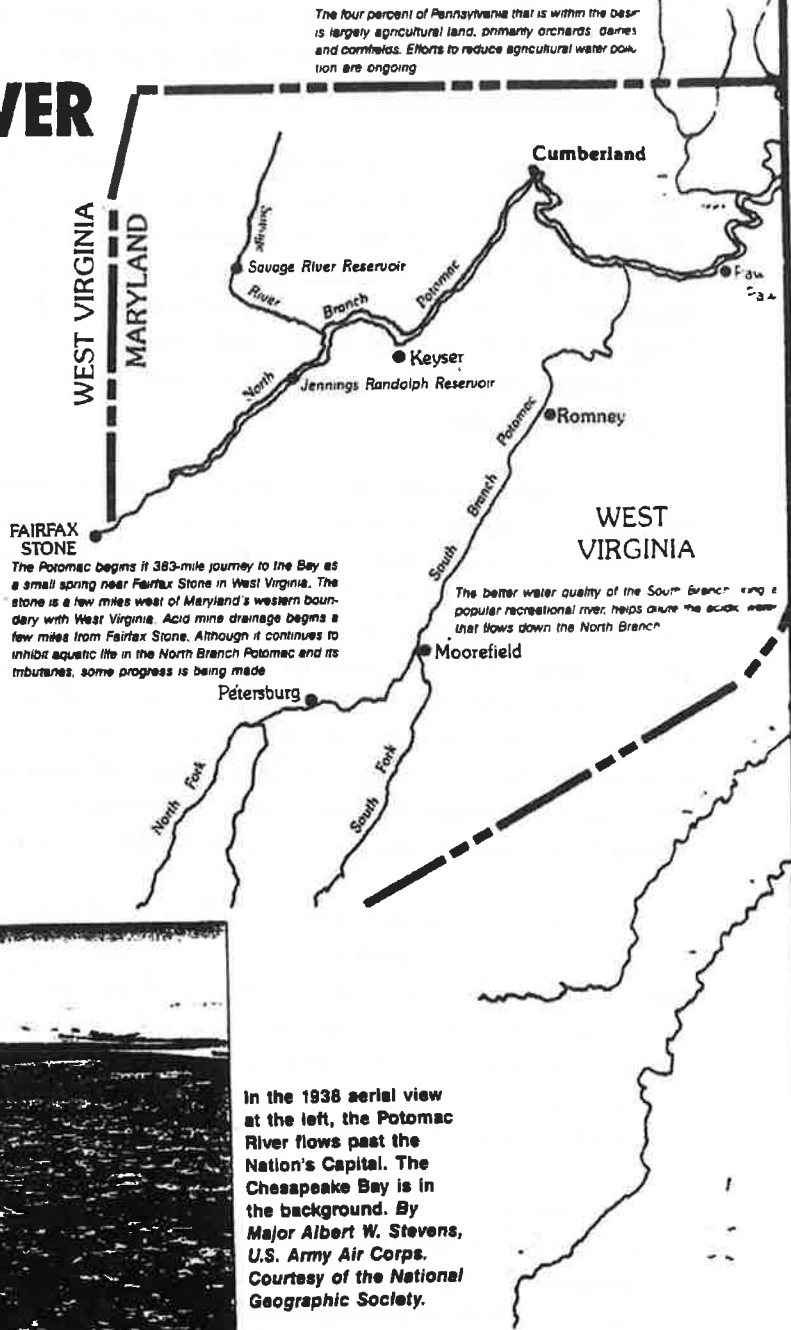 The four percent of Pennsylvania that is within the basin
is largely agricultural land, primarily orchards, dairies
and cornfields. Efforts to reduce agricultural water pollu-
tion are ongoing
VER
Cumberland
WEST VIRGINIA
MARYLAND
Savage
River
Savage River Reservoir
North
Branch
Potomac
Keyser
Jennings Randolph Reservoir
Paw
Romney
South
Branch
Potomac
FAIRFAX
STONE
The Potomac begins it 383-mile journey to the Bay as
a small spring near Fairfax Stone in West Virginia. The
stone is a few miles west of Maryland's western boun-
dary with West Virginia. Acid mine drainage begins a
few miles from Fairfax Stone. Although it continues to
inhibit aquatic life in the North Branch Potomac and its
tributaries, some progress is being made
WEST
VIRGINIA
The better water quality of the South Branch a
popular recreational river, helps dilute the acidic water
that flows down the North Branch
Moorefield
Petersburg
North Fork
South Fork
In the 1938 aerial view
at the left, the Potomac
River flows past the
Nation's Capital. The
Chesapeake Bay is in
the background. By
Major Albert W. Stevens,
U.S. Army Air Corps.
Courtesy of the National
Geographic Society.